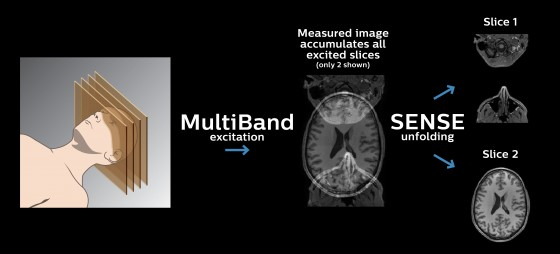 MultiBand
excitation
Measured image
accumulates all
excited slices
(only 2 shown)
SENSE
unfolding
Slice 1
Slice 2